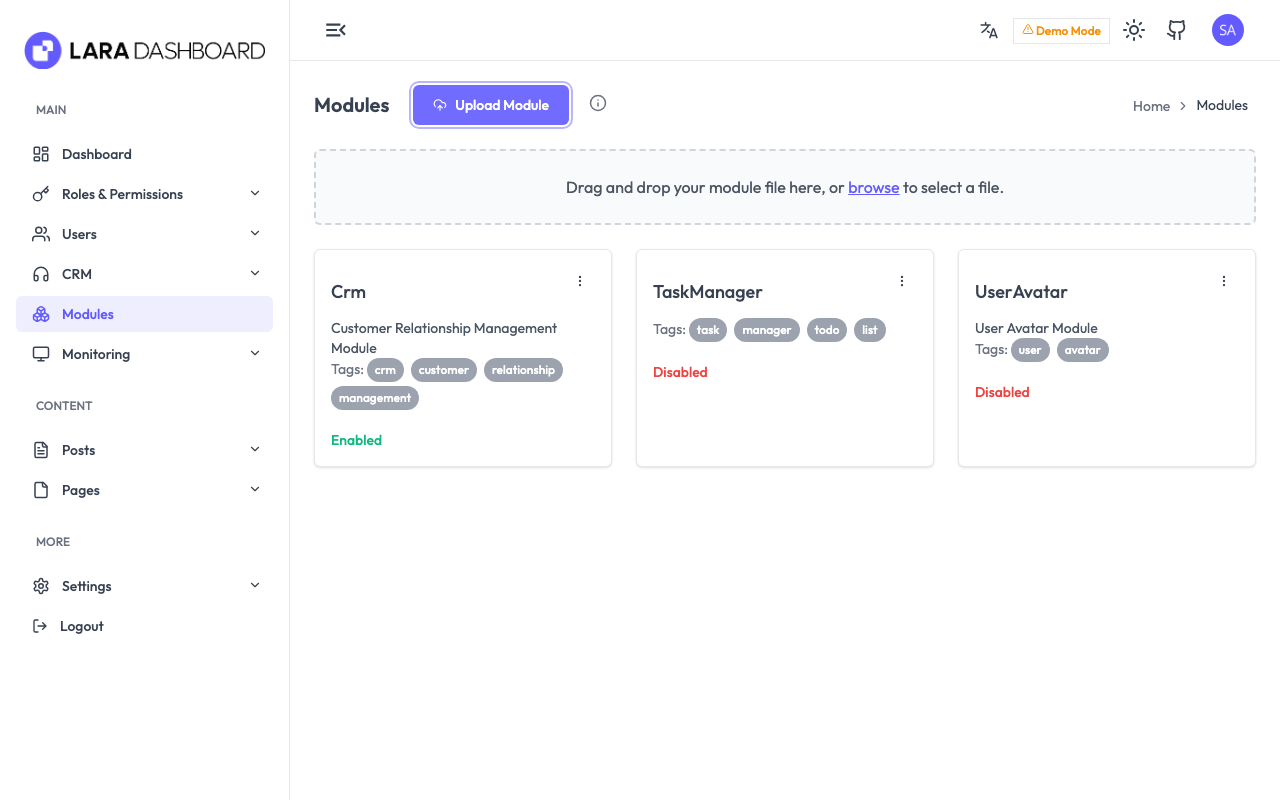 LARA DASHBOARD
MAIN
Dashboard
Roles & Permissions
Users
CRM
Modules
Monitoring
CONTENT
Posts
Pages
MORE
Settings
Logout
Demo Mode
SA
Modules
Upload Module
Home
Modules
Drag and drop your module file here, or browse to select a file.
Crm
Customer Relationship Management
Module
Tags: crm customer relationship
management
Enabled
TaskManager
Tags: task manager todo list
Disabled
UserAvatar
User Avatar Module
Tags: user avatar
Disabled